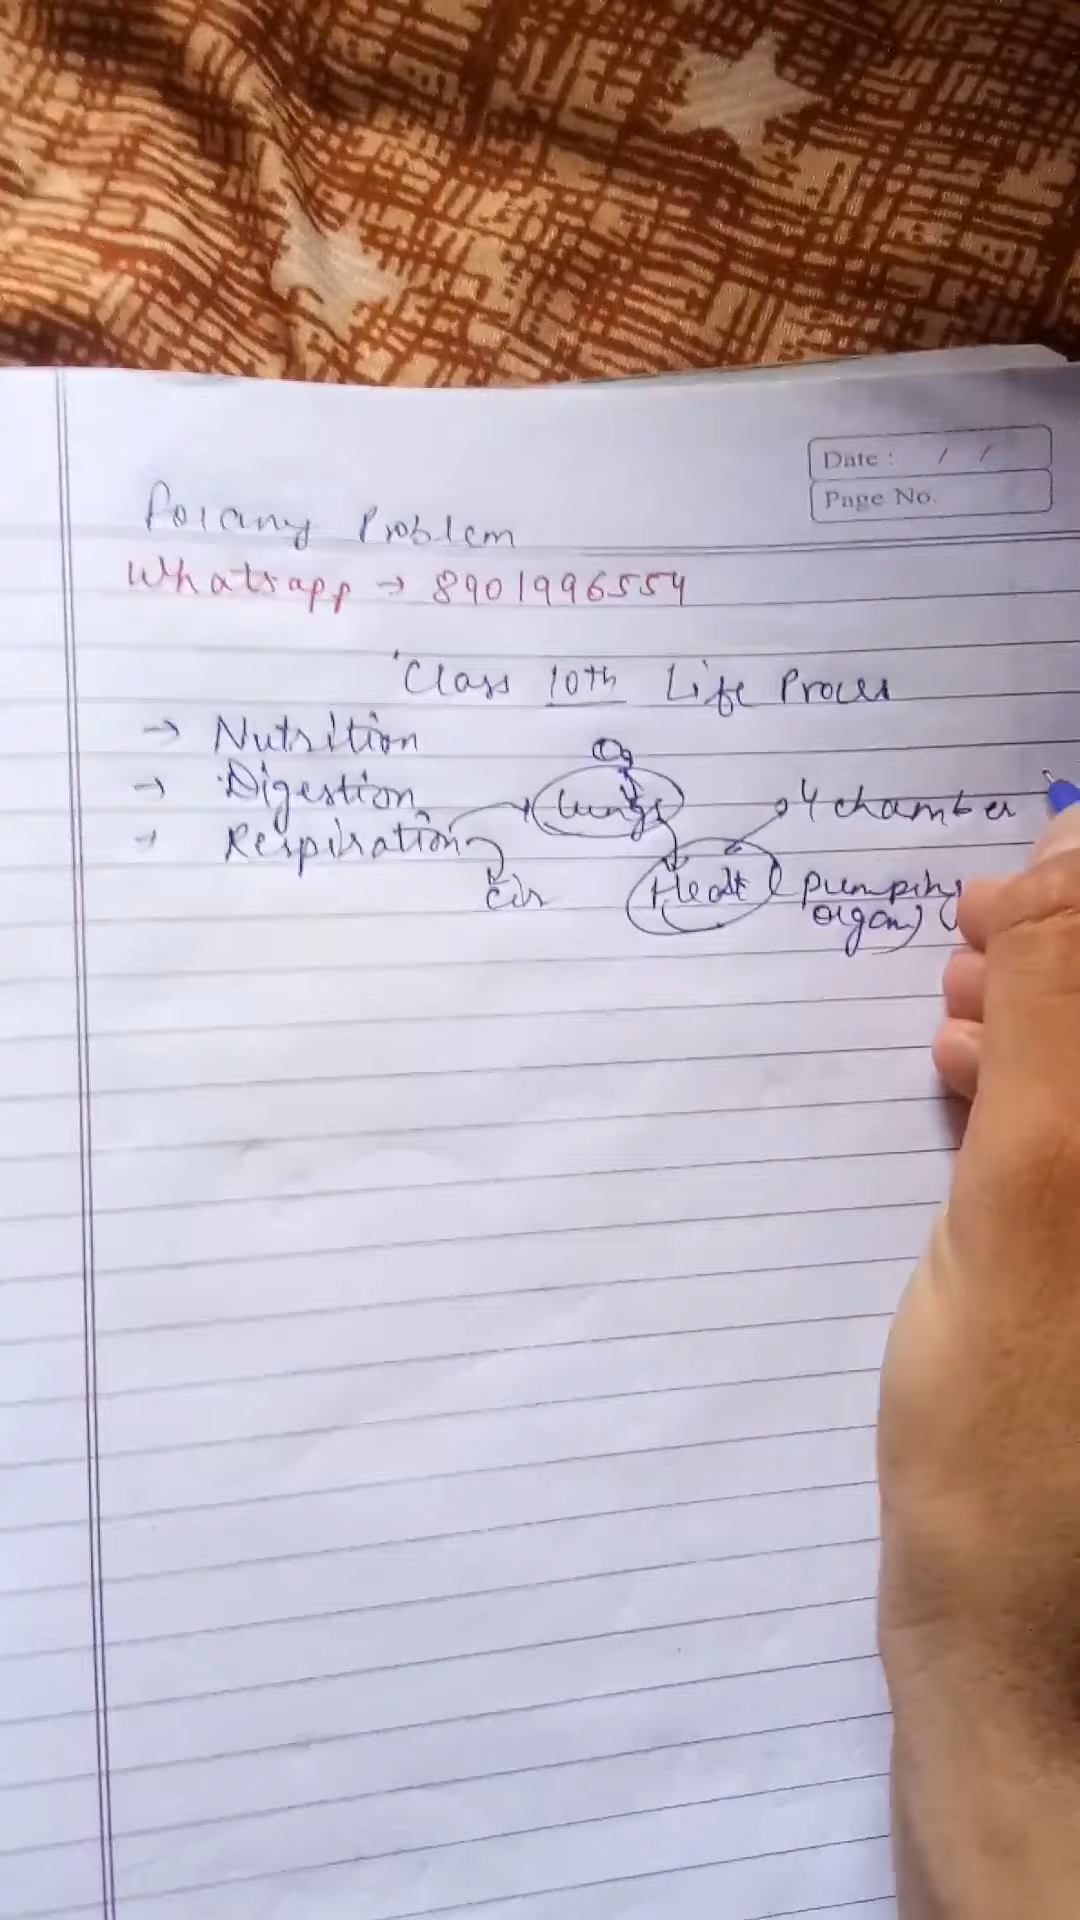 Date : / /
Page No.
For any Problem
Whatsapp → 8901996554
Class 10th Life Process
→ Nutrition
→ Digestion
→ Respiration
O2
Lungs
4 chamber
Heart (pumping
organ)